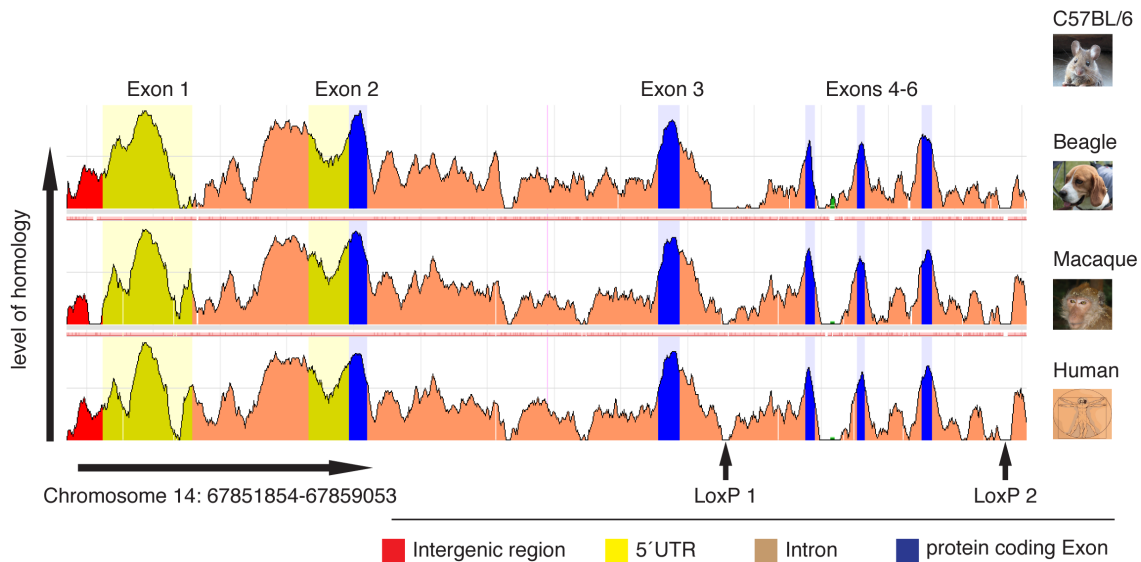 C57BL/6
Exon 1
Exon 2
Exon 3
Exons 4-6
Beagle
Macaque
Human
level of homology
Chromosome 14: 67851854-67859053
LoxP 1
LoxP 2
Intergenic region
5´UTR
Intron
protein coding Exon